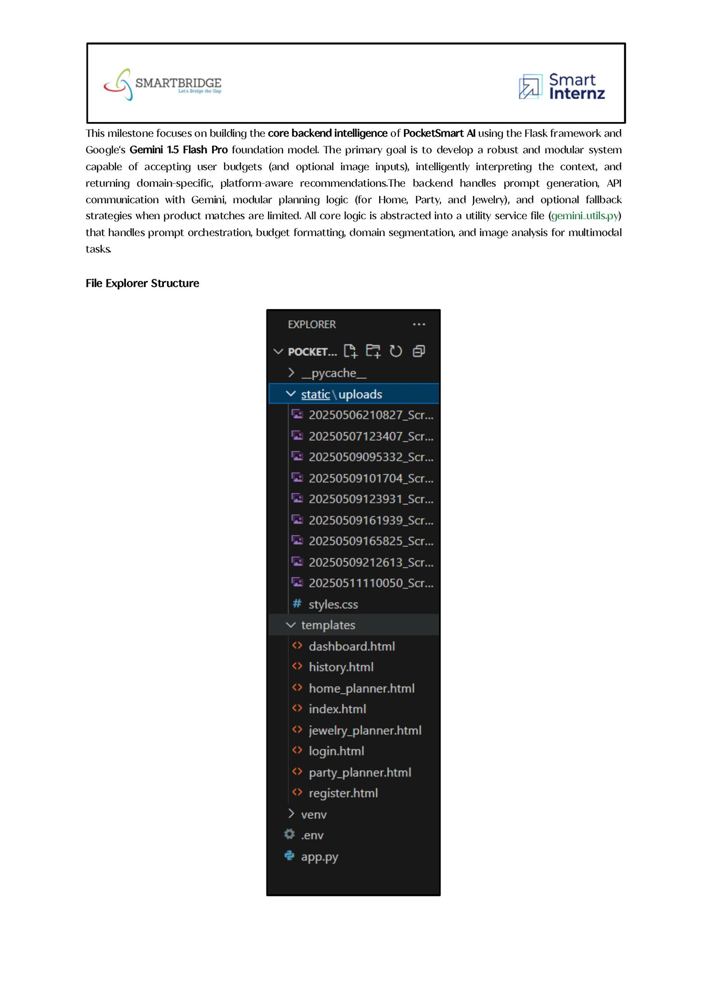 SMARTBRIDGE
Let's Bridge the Gap
Smart
Internz
This milestone focuses on building the core backend intelligence of PocketSmart AI using the Flask framework and
Google's Gemini 1.5 Flash Pro foundation model. The primary goal is to develop a robust and modular system
capable of accepting user budgets (and optional image inputs), intelligently interpreting the context, and
returning domain-specific, platform-aware recommendations.The backend handles prompt generation, API
communication with Gemini, modular planning logic (for Home, Party, and Jewelry), and optional fallback
strategies when product matches are limited. All core logic is abstracted into a utility service file (gemini_utils.py)
that handles prompt orchestration, budget formatting, domain segmentation, and image analysis for multimodal
tasks.
File Explorer Structure
EXPLORER ···
POCKET...
__pycache__
static\uploads
20250506210827_Scr...
20250507123407_Scr...
20250509095332_Scr...
20250509101704_Scr...
20250509123931_Scr...
20250509161939_Scr...
20250509165825_Scr...
20250509212613_Scr...
20250511110050_Scr...
# styles.css
templates
<> dashboard.html
<> history.html
<> home_planner.html
<> index.html
<> jewelry_planner.html
<> login.html
<> party_planner.html
<> register.html
venv
.env
app.py